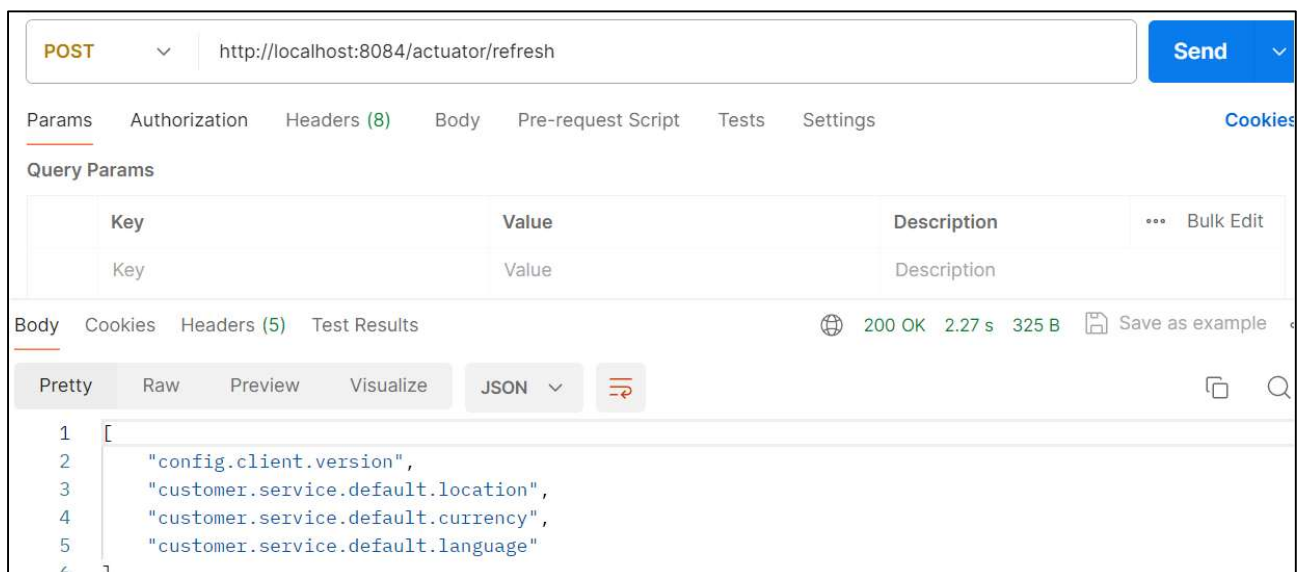 POST http://localhost:8084/actuator/refresh Send
Params Authorization Headers (8) Body Pre-request Script Tests Settings Cookies
Query Params
Key Value Description ••• Bulk Edit
Key Value Description
Body Cookies Headers (5) Test Results 200 OK 2.27 s 325 B Save as example
Pretty Raw Preview Visualize JSON
1 [
2 "config.client.version",
3 "customer.service.default.location",
4 "customer.service.default.currency",
5 "customer.service.default.language"
6 ]